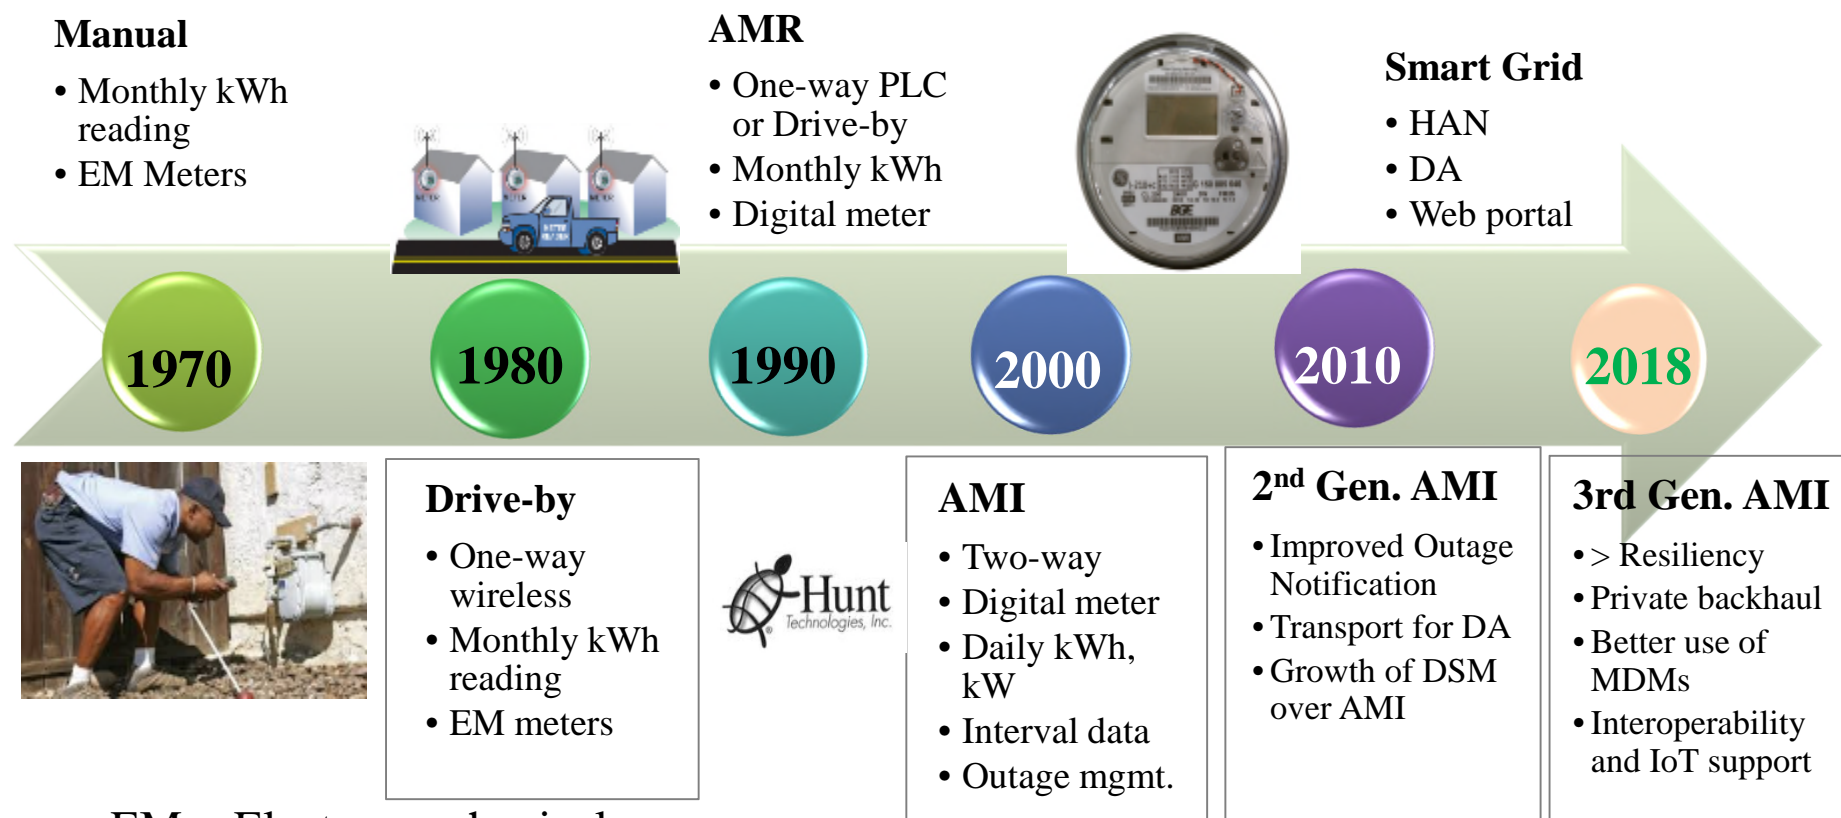 Manual
• Monthly kWh
reading
• EM Meters
AMR
• One-way PLC
or Drive-by
• Monthly kWh
• Digital meter
Smart Grid
• HAN
• DA
• Web portal
1970
1980
1990
2000
2010
2018
Drive-by
• One-way
wireless
• Monthly kWh
reading
• EM meters
Hunt
Technologies, Inc.
AMI
• Two-way
• Digital meter
• Daily kWh,
kW
• Interval data
• Outage mgmt.
2nd Gen. AMI
• Improved Outage
Notification
• Transport for DA
• Growth of DSM
over AMI
3rd Gen. AMI
• > Resiliency
• Private backhaul
• Better use of
MDMs
• Interoperability
and IoT support